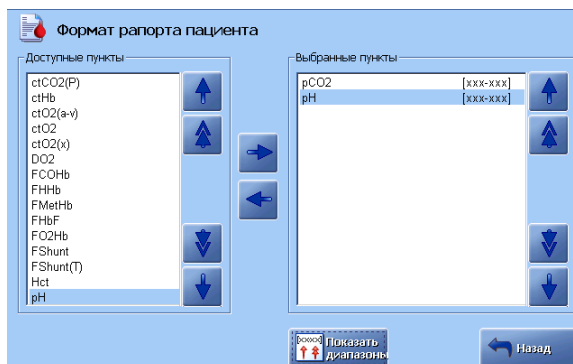 Формат рапорта пациента
Доступные пункты
ctCO2(P)
ctHb
ctO2(a-v)
ctO2
ctO2(x)
DO2
FCOHb
FHHb
FMetHb
FHbF
FO2Hb
FShunt
FShunt(T)
Hct
pH
Выбранные пункты
pCO2 [xxx-xxx]
pH [xxx-xxx]
Показать
диапазоны
Назад